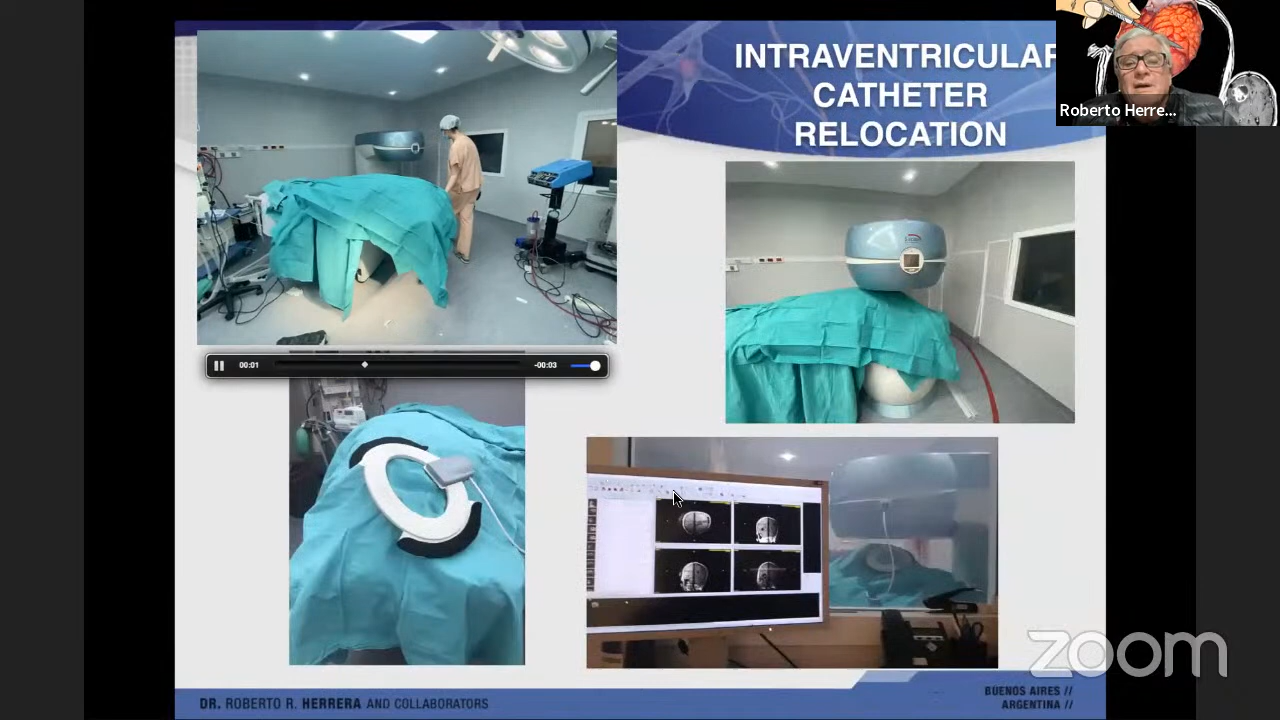 INTRAVENTRICULAR
CATHETER
RELOCATION
Roberto Herre...
00:01
-00:03
DR. ROBERTO R. HERRERA AND COLLABORATORS
BUENOS AIRES //
ARGENTINA //
zoom